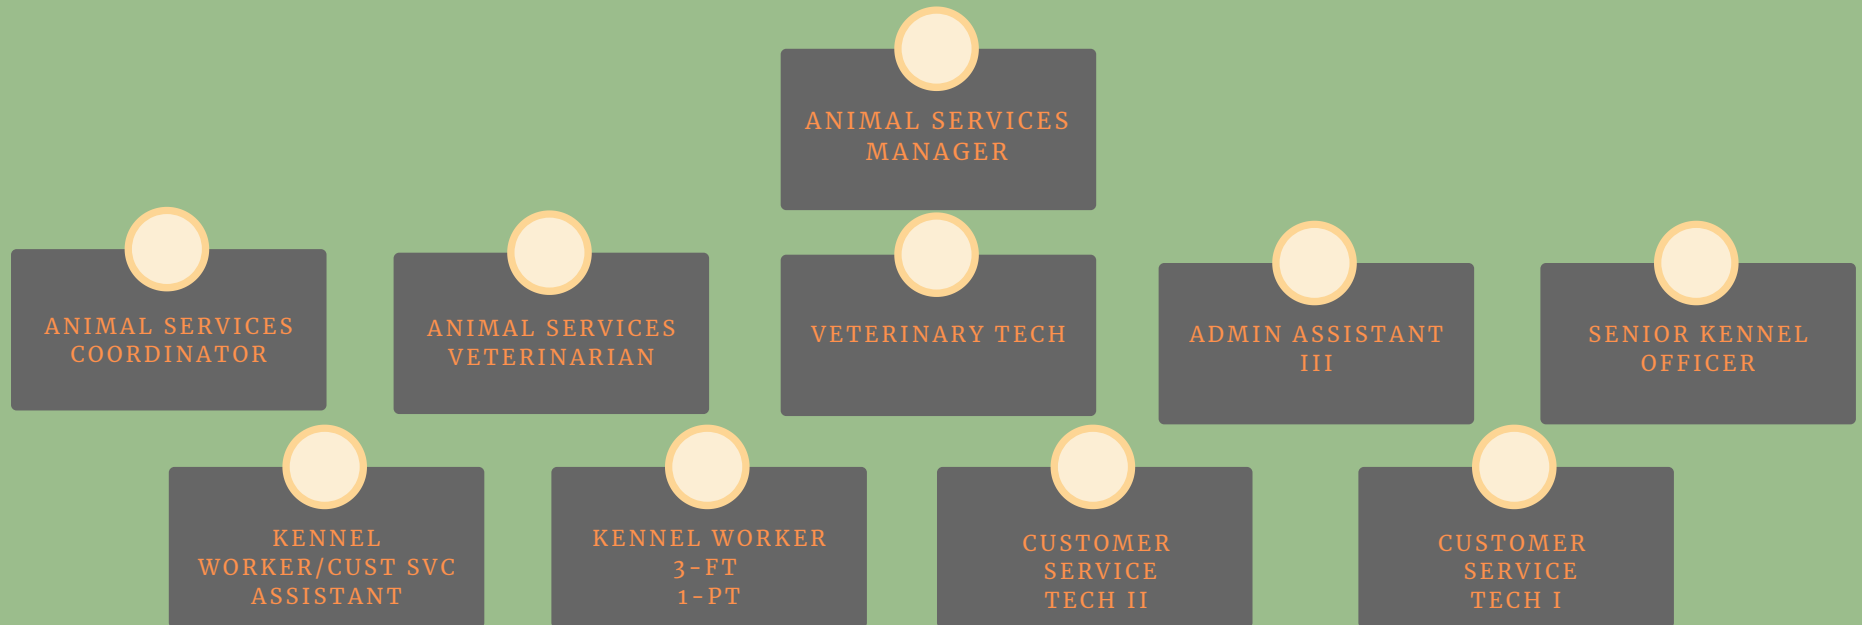 ANIMAL SERVICES
MANAGER
ANIMAL SERVICES
COORDINATOR
ANIMAL SERVICES
VETERINARIAN
VETERINARY TECH
ADMIN ASSISTANT
III
SENIOR KENNEL
OFFICER
KENNEL
WORKER/CUST SVC
ASSISTANT
KENNEL WORKER
3-FT
1-PT
CUSTOMER
SERVICE
TECH II
CUSTOMER
SERVICE
TECH I